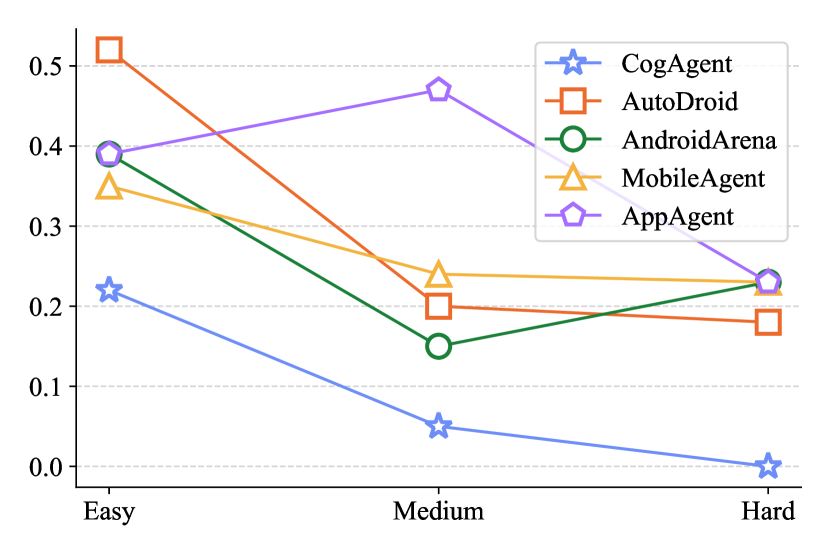 0.5
0.4
0.3
0.2
0.1
0.0
Easy Medium Hard
CogAgent
AutoDroid
AndroidArena
MobileAgent
AppAgent